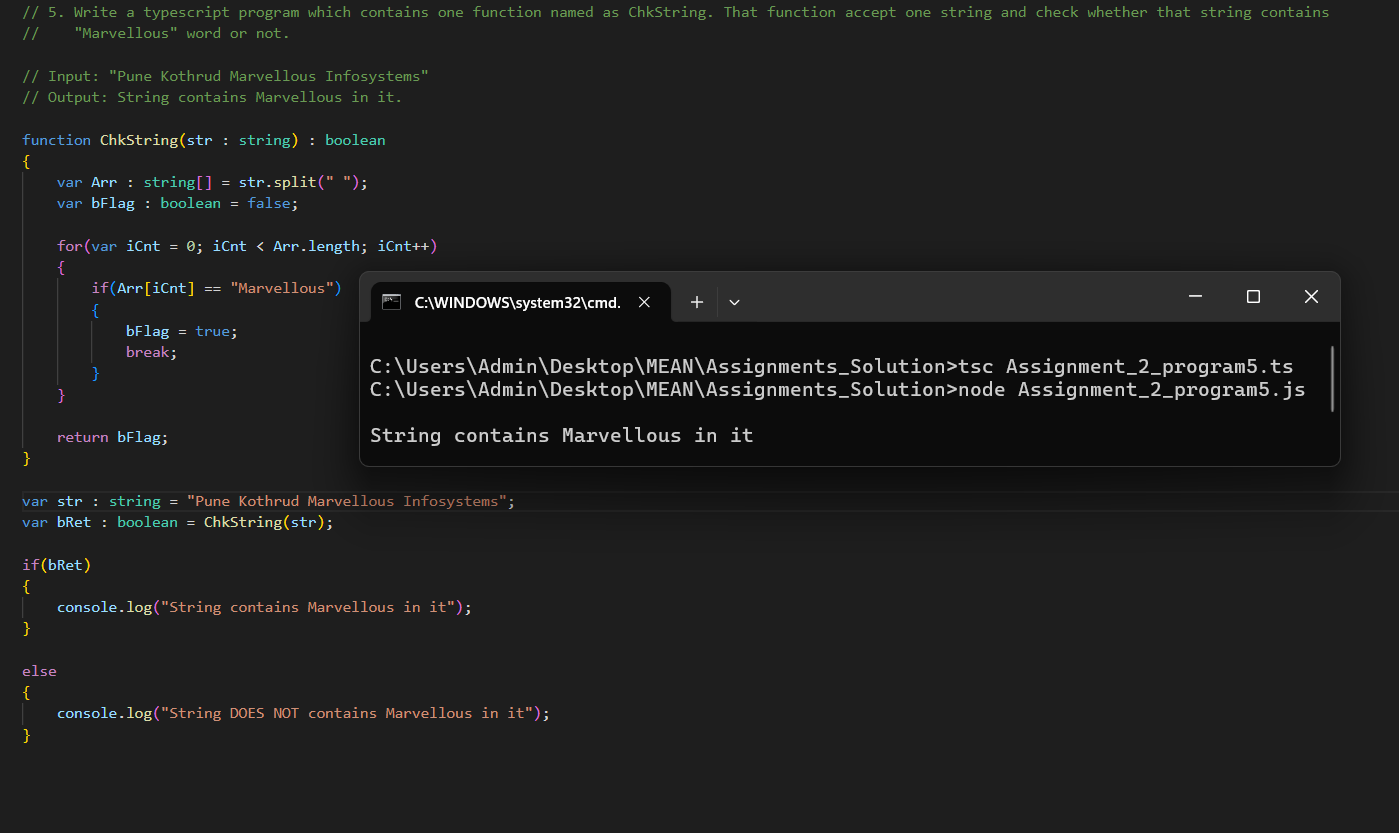 // 5. Write a typescript program which contains one function named as ChkString. That function accept one string and check whether that string contains
//    "Marvellous" word or not.
// Input: "Pune Kothrud Marvellous Infosystems"
// Output: String contains Marvellous in it.
function ChkString(str : string) : boolean
{
    var Arr : string[] = str.split(" ");
    var bFlag : boolean = false;
    for(var iCnt = 0; iCnt < Arr.length; iCnt++)
    {
        if(Arr[iCnt] == "Marvellous")
        {
            bFlag = true;
            break;
        }
    }
    return bFlag;
}
var str : string = "Pune Kothrud Marvellous Infosystems";
var bRet : boolean = ChkString(str);
if(bRet)
{
    console.log("String contains Marvellous in it");
}
else
{
    console.log("String DOES NOT contains Marvellous in it");
}
C:\WINDOWS\system32\cmd.
C:\Users\Admin\Desktop\MEAN\Assignments_Solution>tsc Assignment_2_program5.ts
C:\Users\Admin\Desktop\MEAN\Assignments_Solution>node Assignment_2_program5.js
String contains Marvellous in it